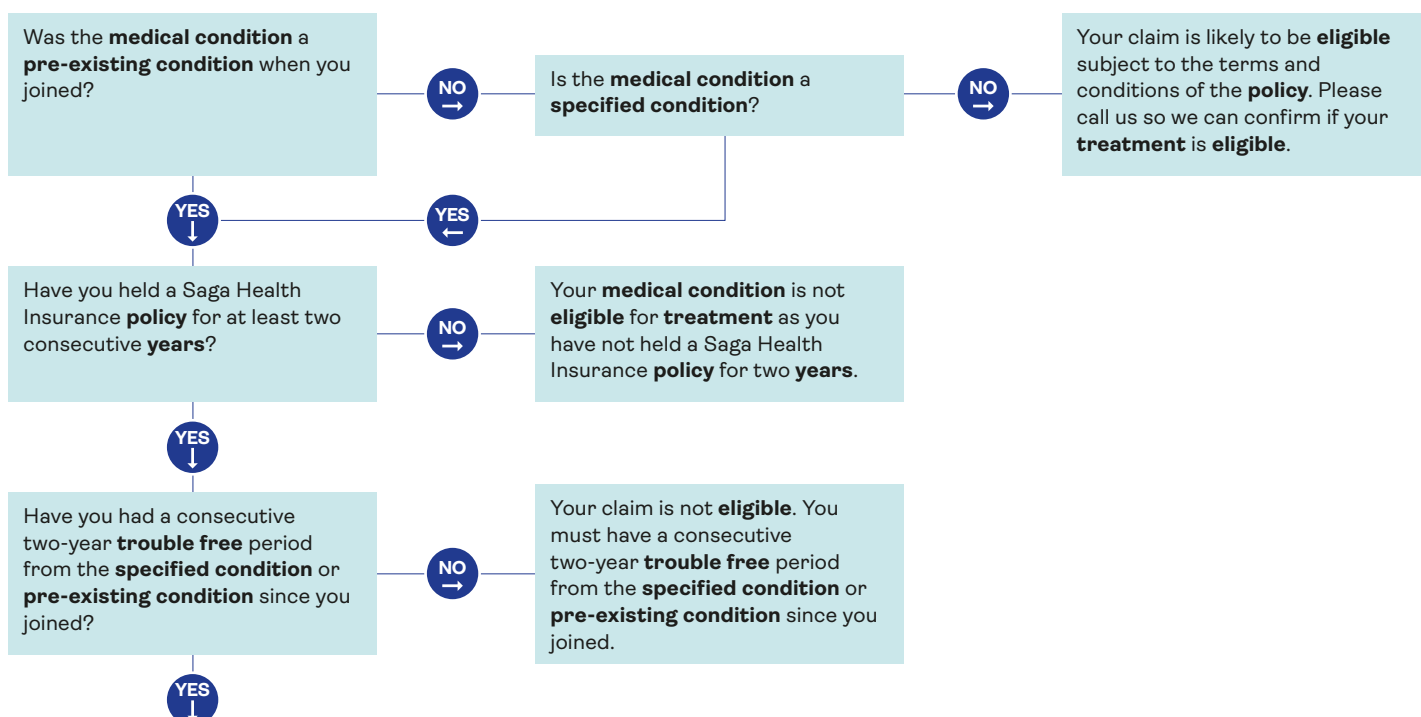 Was the medical condition a
pre-existing condition when you
joined?
NO
→
Is the medical condition a
specified condition?
NO
→
Your claim is likely to be eligible
subject to the terms and
conditions of the policy. Please
call us so we can confirm if your
treatment is eligible.
YES
↓
YES
←
Have you held a Saga Health
Insurance policy for at least two
consecutive years?
NO
→
Your medical condition is not
eligible for treatment as you
have not held a Saga Health
Insurance policy for two years.
YES
↓
Have you had a consecutive
two-year trouble free period
from the specified condition or
pre-existing condition since you
joined?
NO
→
Your claim is not eligible. You
must have a consecutive
two-year trouble free period
from the specified condition or
pre-existing condition since you
joined.
YES
↓